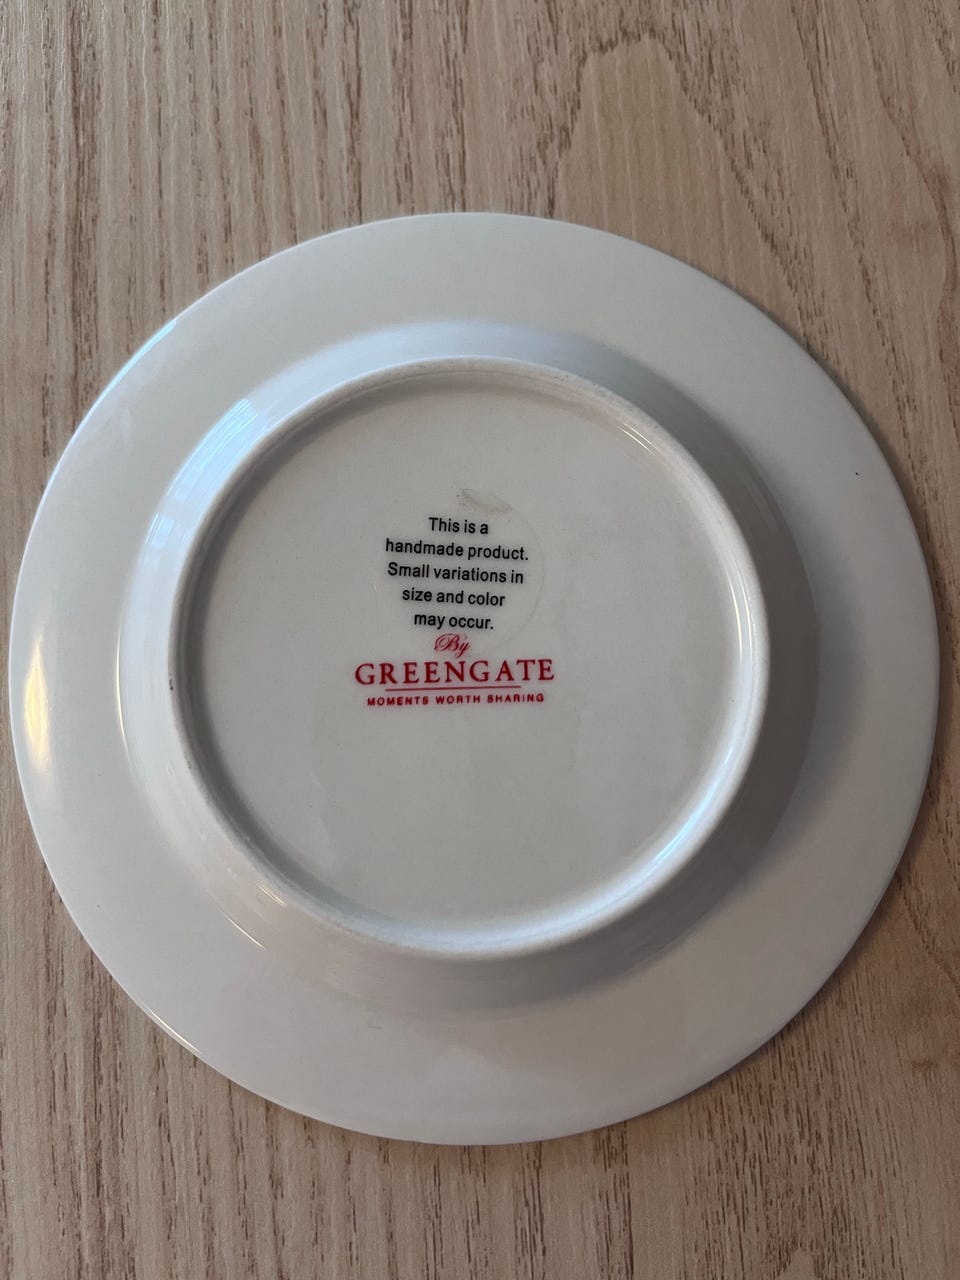 This is a
handmade product.
Small variations in
size and color
may occur.
By
GREENGATE
MOMENTS WORTH SHARING